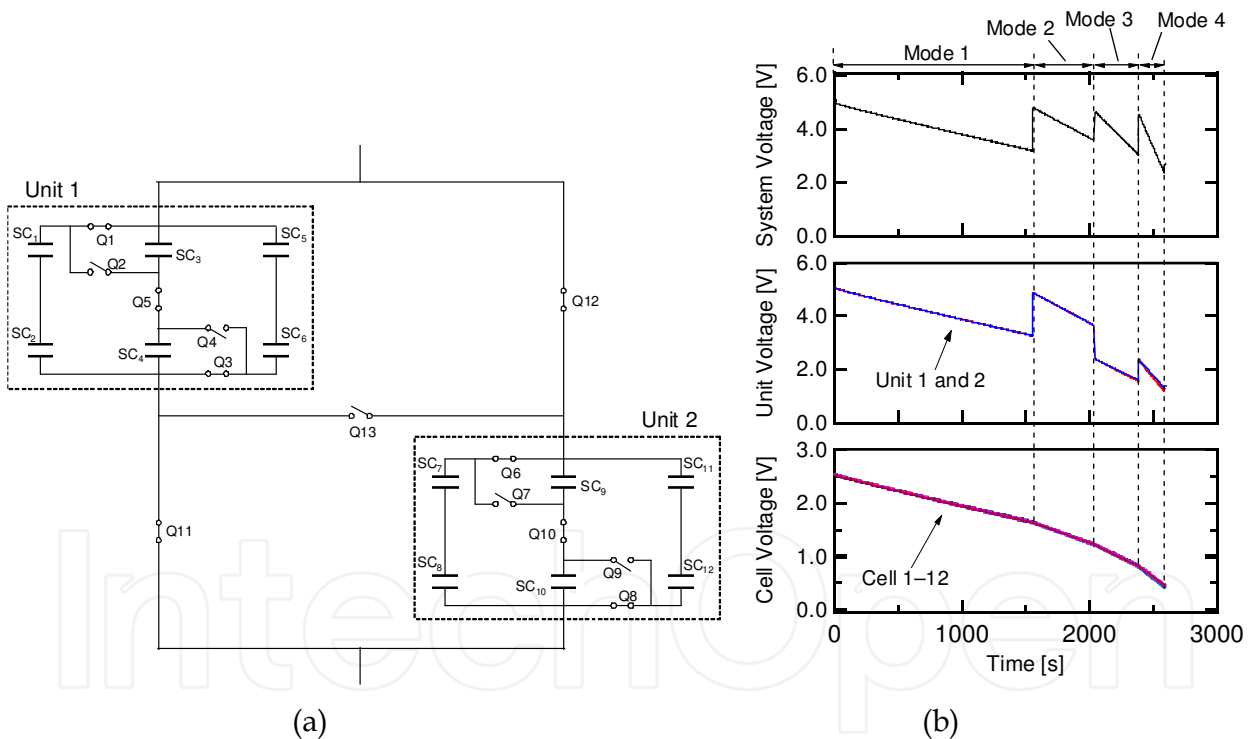 Unit 1
SC1
Q1
SC3
SC5
Q2
Q5
SC2
SC4
Q4
Q3
SC6
Q12
Q13
Q11
Unit 2
SC7
Q6
SC9
SC11
Q7
Q10
SC8
SC10
Q9
Q8
SC12
(a)
Mode 1
Mode 2
Mode 3
Mode 4
System Voltage [V]
6.0
4.0
2.0
0.0
Unit Voltage [V]
6.0
4.0
2.0
0.0
Unit 1 and 2
Cell Voltage [V]
3.0
2.0
1.0
0.0
Cell 1–12
0
1000
2000
3000
Time [s]
(b)
IntechOpen